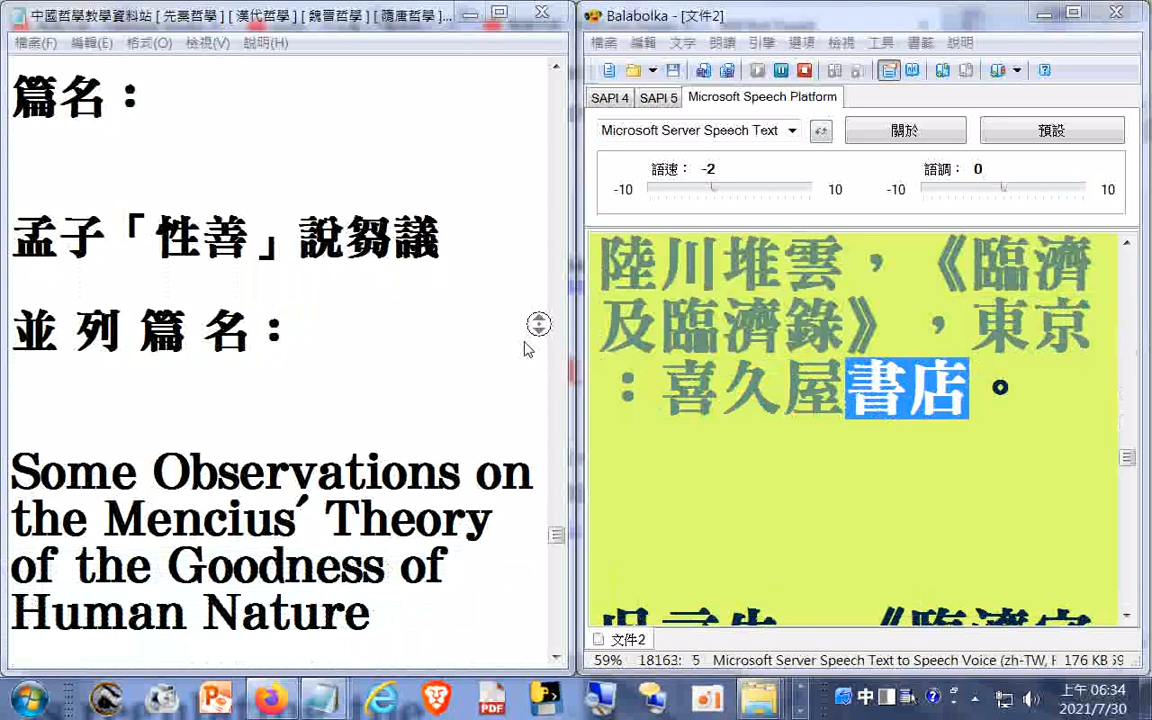 中國哲學教學資料站 [ 先秦哲學 ] [ 漢代哲學 ] [ 魏晉哲學 ] [ 隋唐哲學 ]...
檔案(F) 編輯(E) 格式(O) 檢視(V) 說明(H)
篇名：
孟子「性善」說芻議
並 列 篇 名：
Some Observations on
the Mencius´ Theory
of the Goodness of
Human Nature
Balabolka - [文件2]
檔案 編輯 文字 朗讀 引擎 選項 檢視 工具 書籤 說明
SAPI 4 SAPI 5 Microsoft Speech Platform
Microsoft Server Speech Text 關於 預設
語速： -2 語調： 0
-10 10 -10 10
陸川堆雲，《臨濟
及臨濟錄》，東京
：喜久屋書店。
文件2
59% 18163: 5 Microsoft Server Speech Text to Speech Voice (zh-TW, H 176 KB
PDF
中
上午 06:34
2021/7/30